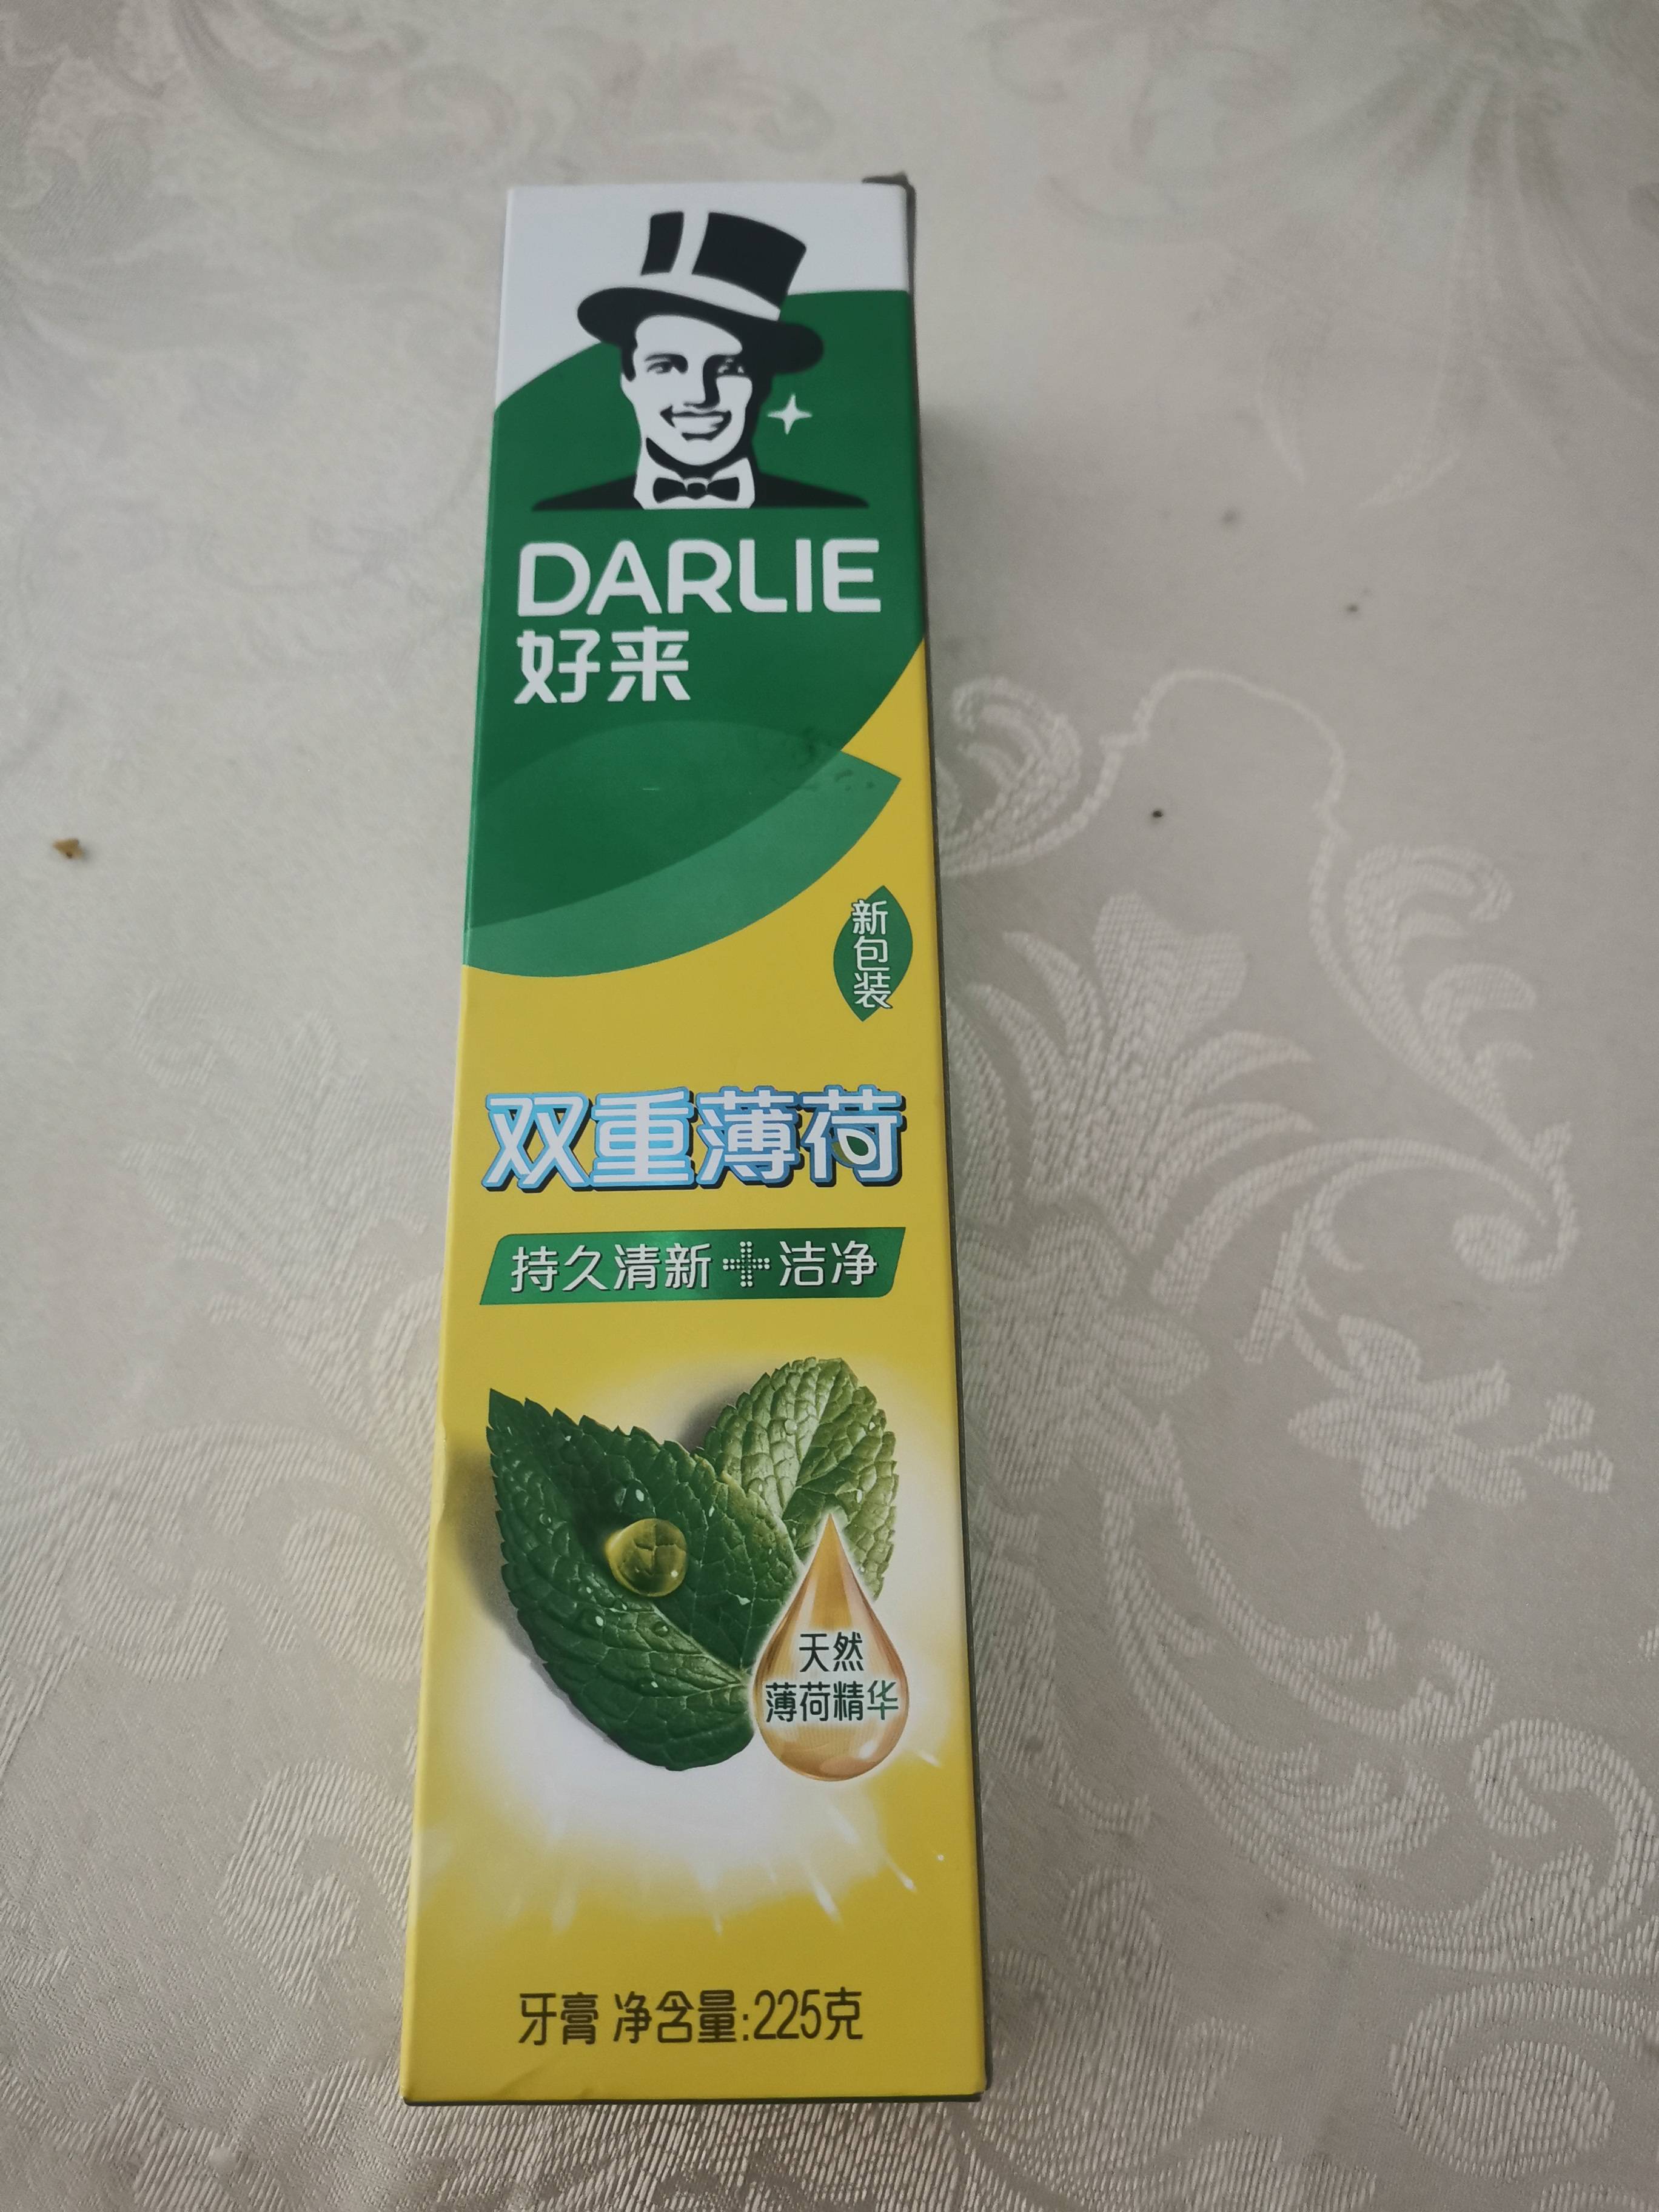 DARLIE
好来
新包装
双重薄荷
持久清新+洁净
天然
薄荷精华
牙膏 净含量:225克